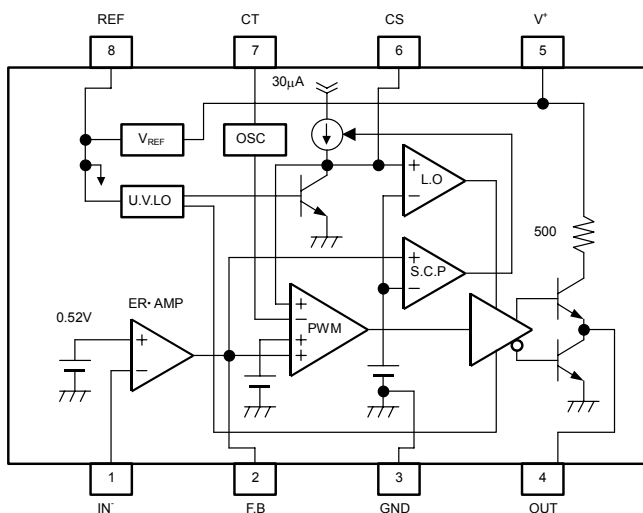 REF CT CS V+
8 7 6 5
30μA
VREF OSC
+
L.O
−
U.V.LO
500
+
S.C.P
−
ER·AMP
0.52V
+
−
+
−
PWM
+
+
1 2 3 4
IN- F.B GND OUT